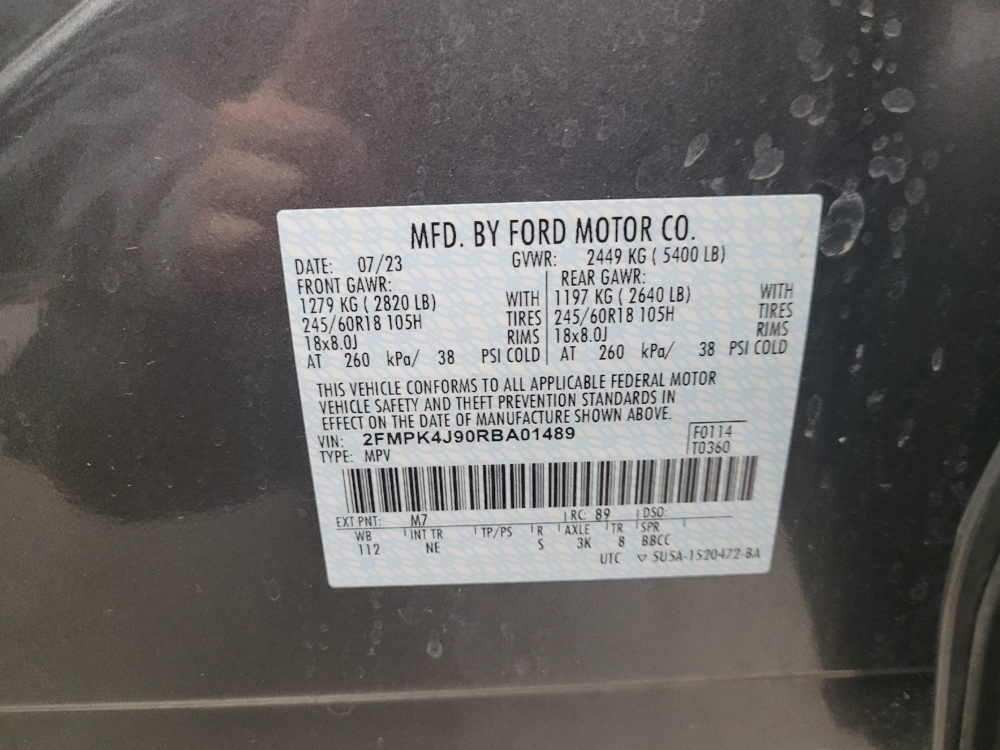 MFD. BY FORD MOTOR CO.
DATE: 07/23 GVWR: 2449 KG ( 5400 LB)
FRONT GAWR: REAR GAWR:
1279 KG ( 2820 LB) WITH 1197 KG ( 2640 LB) WITH
245/60R18 105H TIRES 245/60R18 105H TIRES
18x8.0J RIMS 18x8.0J RIMS
AT 260 kPa/ 38 PSI COLD AT 260 kPa/ 38 PSI COLD
THIS VEHICLE CONFORMS TO ALL APPLICABLE FEDERAL MOTOR
VEHICLE SAFETY AND THEFT PREVENTION STANDARDS IN
EFFECT ON THE DATE OF MANUFACTURE SHOWN ABOVE.
VIN: 2FMPK4J90RBA01489 F0114
TYPE: MPV T0360
EXT PNT: M7 RC: 89 DSO:
WB INT TR TP/PS R AXLE TR SPR
112 NE S 3K 8 BBCC
UTC ▽ 5U5A-1520472-BA